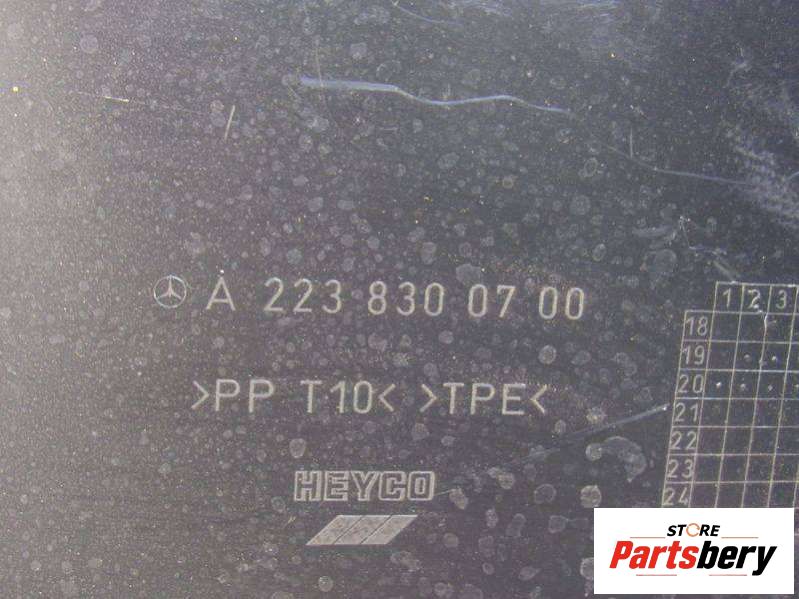 A 223 830 07 00
>PP T10< >TPE<
HEYCO
1 2 3
18
19
20
21
22
23
24
STORE
Partsbery